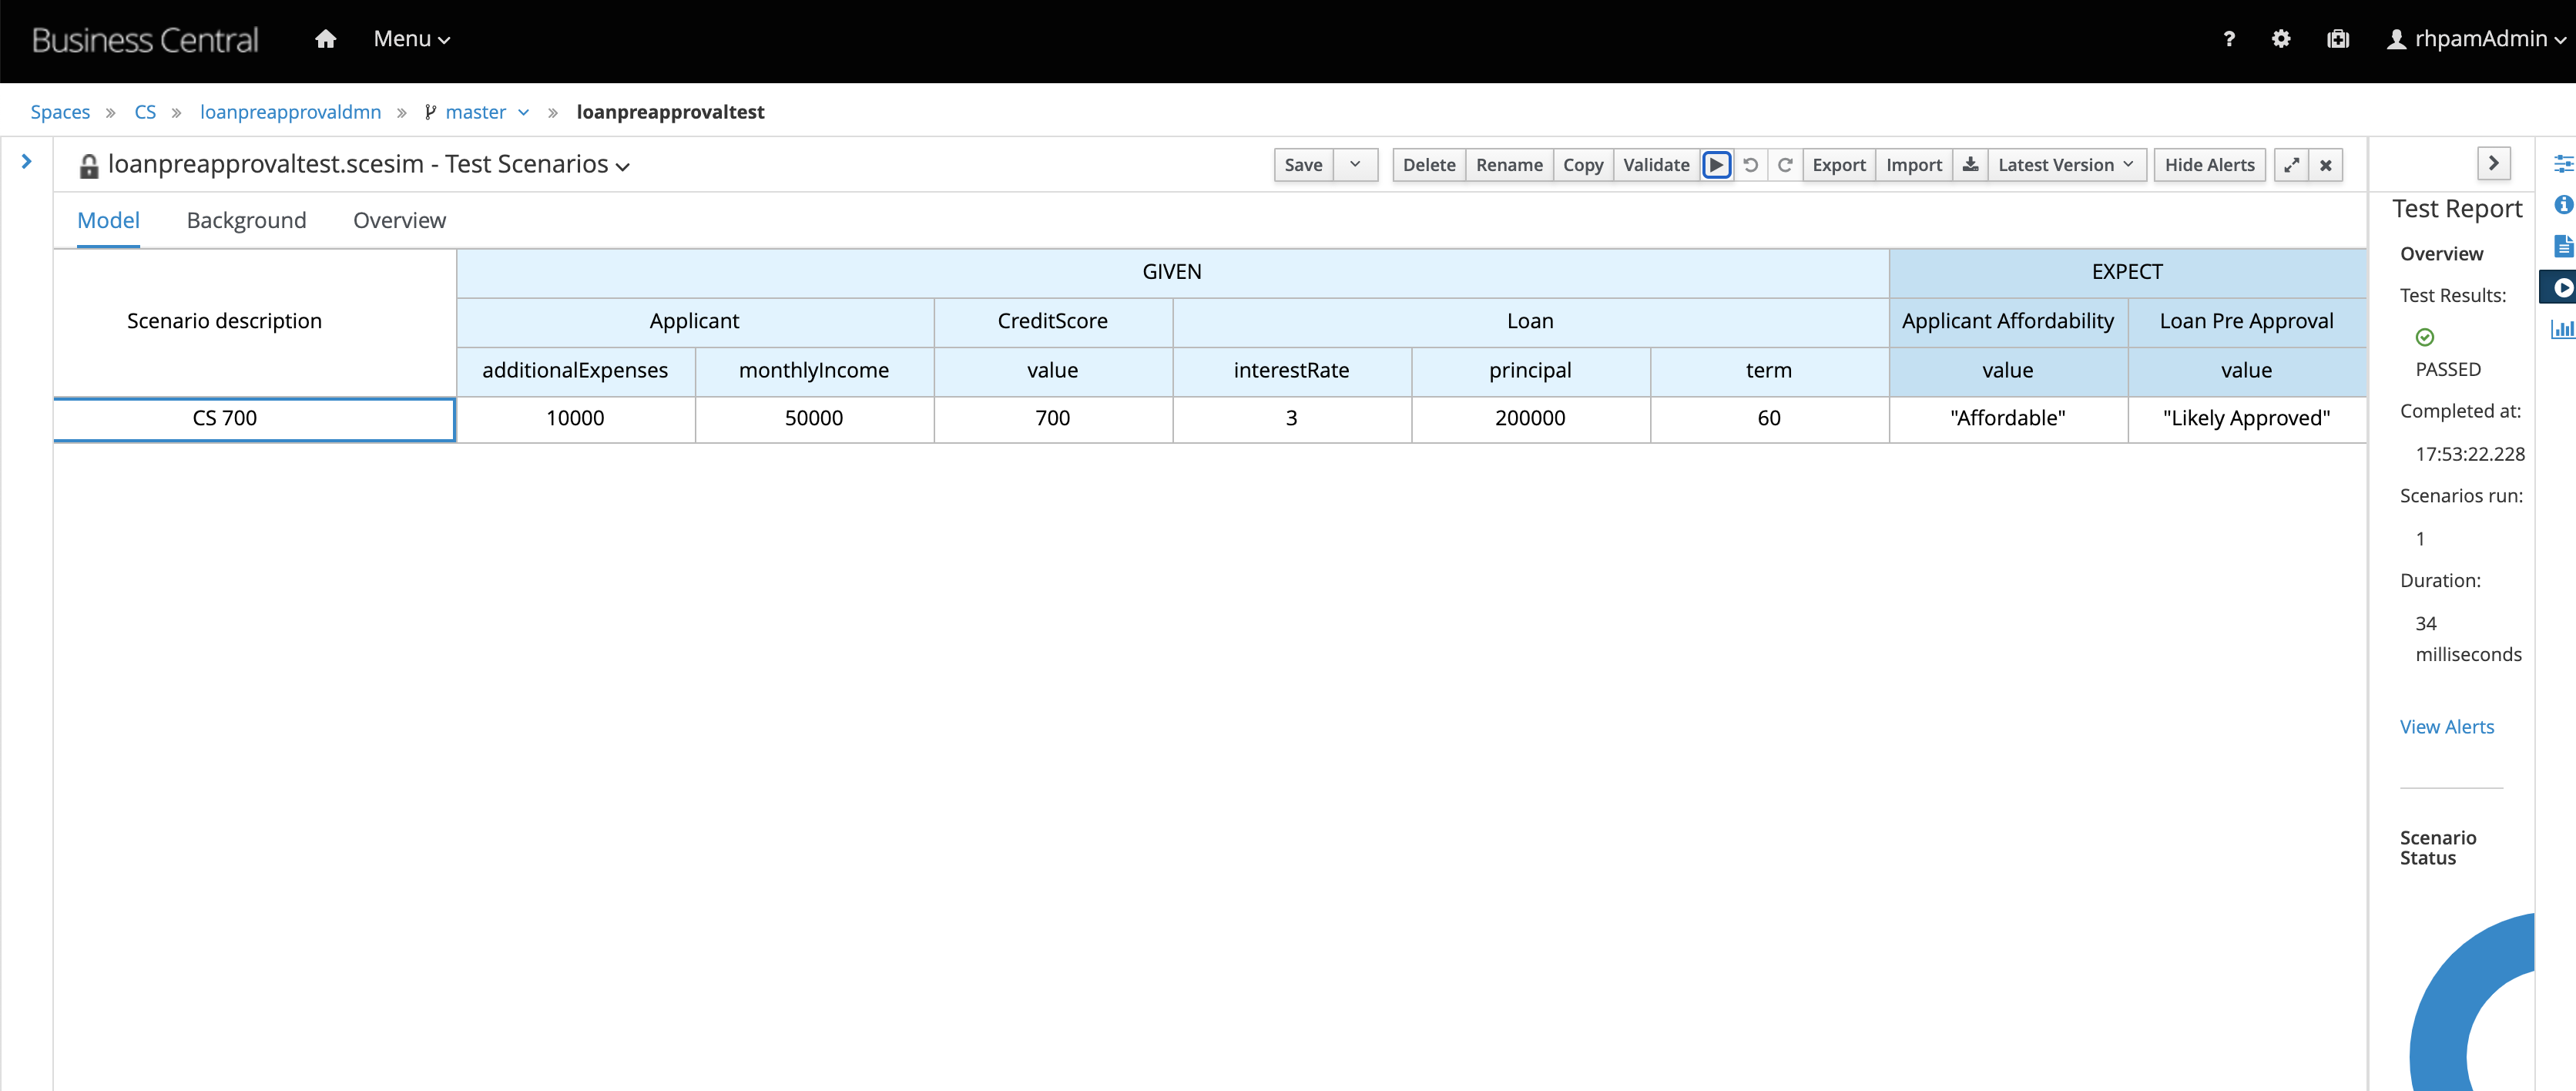 Business Central Menu ? rhpamAdmin
Spaces » CS » loanpreapprovaldmn » master » loanpreapprovaltest
loanpreapprovaltest.scesim - Test Scenarios
Save Delete Rename Copy Validate Export Import Latest Version Hide Alerts
Model Background Overview
GIVEN EXPECT
Scenario description Applicant CreditScore Loan Applicant Affordability Loan Pre Approval
additionalExpenses monthlyIncome value interestRate principal term value value
CS 700 10000 50000 700 3 200000 60 "Affordable" "Likely Approved"
Test Report
Overview
Test Results:
PASSED
Completed at:
17:53:22.228
Scenarios run:
1
Duration:
34
milliseconds
View Alerts
Scenario
Status